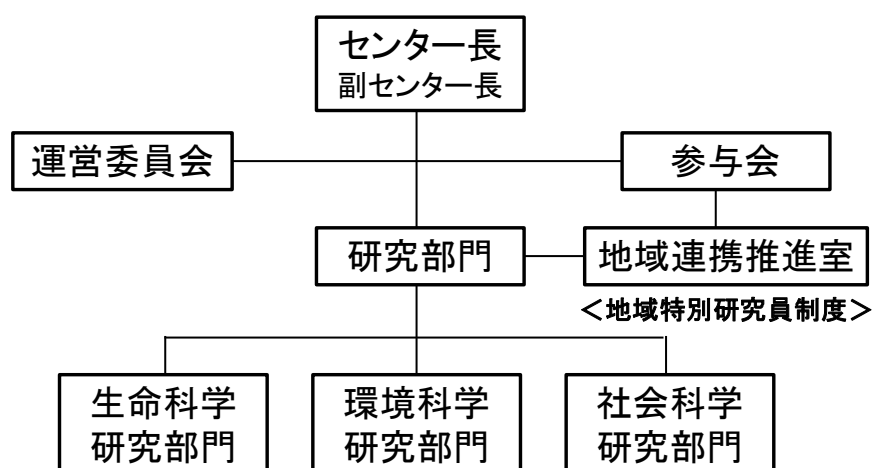 センター長
副センター長
運営委員会
参与会
研究部門
地域連携推進室
＜地域特別研究員制度＞
生命科学
研究部門
環境科学
研究部門
社会科学
研究部門